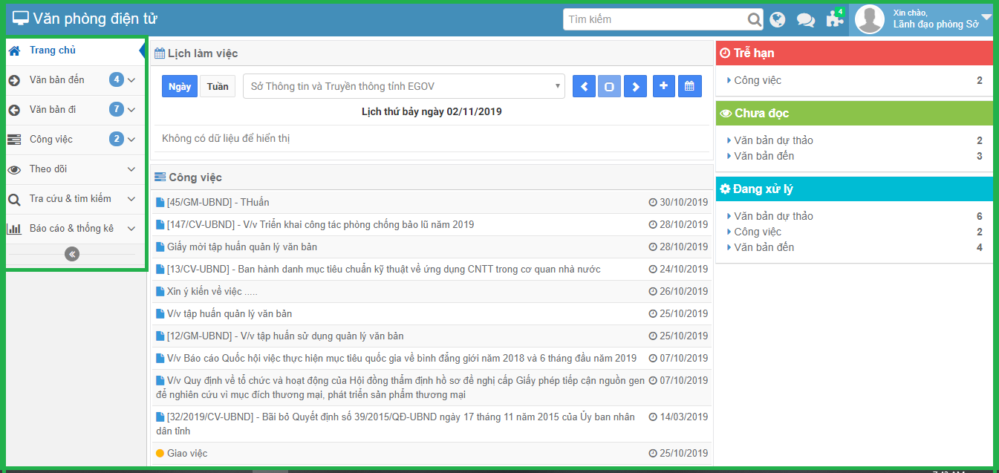 Văn phòng điện tử
Tìm kiếm
4
Xin chào,
Lãnh đạo phòng Sở
Trang chủ
Văn bản đến 4
Văn bản đi 7
Công việc 2
Theo dõi
Tra cứu & tìm kiếm
Báo cáo & thống kê
Lịch làm việc
Ngày Tuần Sở Thông tin và Truyền thông tỉnh EGOV
Lịch thứ bảy ngày 02/11/2019
Không có dữ liệu để hiển thị
Công việc
[45/GM-UBND] - THuấn 30/10/2019
[147/CV-UBND] - V/v Triển khai công tác phòng chống bão lũ năm 2019 28/10/2019
Giấy mời tập huấn quản lý văn bản 28/10/2019
[13/CV-UBND] - Ban hành danh mục tiêu chuẩn kỹ thuật về ứng dụng CNTT trong cơ quan nhà nước 24/10/2019
Xin ý kiến về việc ..... 26/10/2019
V/v tập huấn quản lý văn bản 25/10/2019
[12/GM-UBND] - V/v tập huấn sử dụng quản lý văn bản 25/10/2019
V/v Báo cáo Quốc hội việc thực hiện mục tiêu quốc gia về bình đẳng giới năm 2018 và 6 tháng đầu năm 2019 07/10/2019
V/v Quy định về tổ chức và hoạt động của Hội đồng thẩm định hồ sơ đề nghị cấp Giấy phép tiếp cận nguồn gen 07/10/2019
để nghiên cứu vì mục đích thương mại, phát triển sản phẩm thương mại
[32/2019/CV-UBND] - Bãi bỏ Quyết định số 39/2015/QĐ-UBND ngày 17 tháng 11 năm 2015 của Ủy ban nhân 14/03/2019
dân tỉnh
Giao việc 25/10/2019
Trễ hạn
Công việc 2
Chưa đọc
Văn bản dự thảo 2
Văn bản đến 3
Đang xử lý
Văn bản dự thảo 6
Công việc 2
Văn bản đến 4